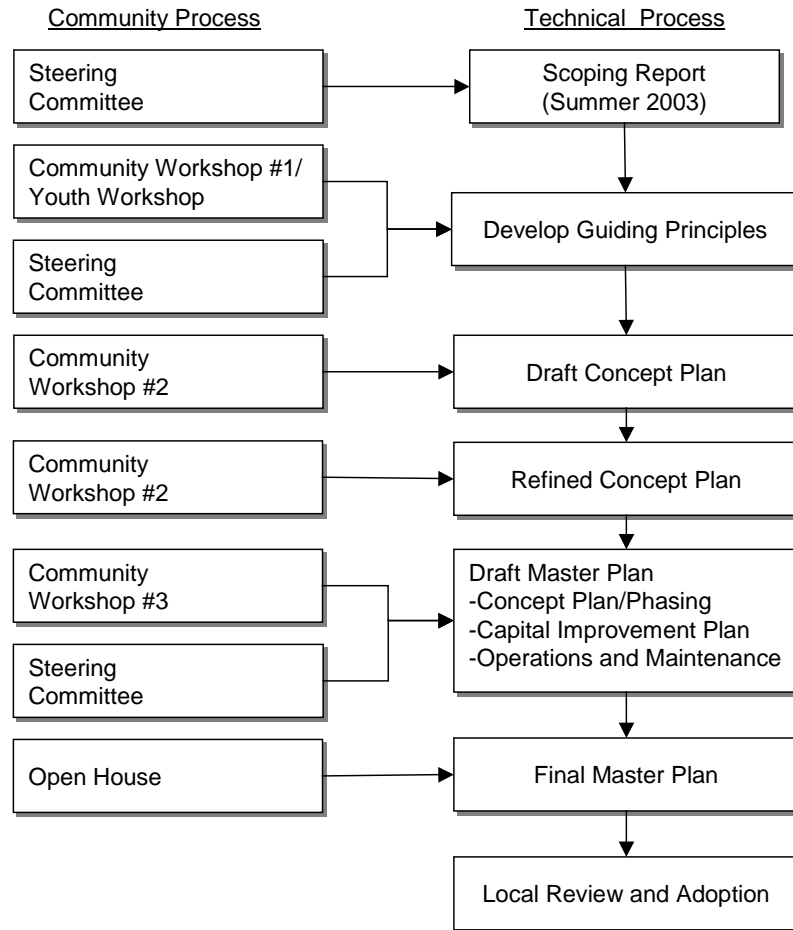 Community Process
Technical Process
Steering
Committee
Scoping Report
(Summer 2003)
Community Workshop #1/
Youth Workshop
Steering
Committee
Develop Guiding Principles
Community
Workshop #2
Draft Concept Plan
Community
Workshop #2
Refined Concept Plan
Community
Workshop #3
Steering
Committee
Draft Master Plan
-Concept Plan/Phasing
-Capital Improvement Plan
-Operations and Maintenance
Open House
Final Master Plan
Local Review and Adoption